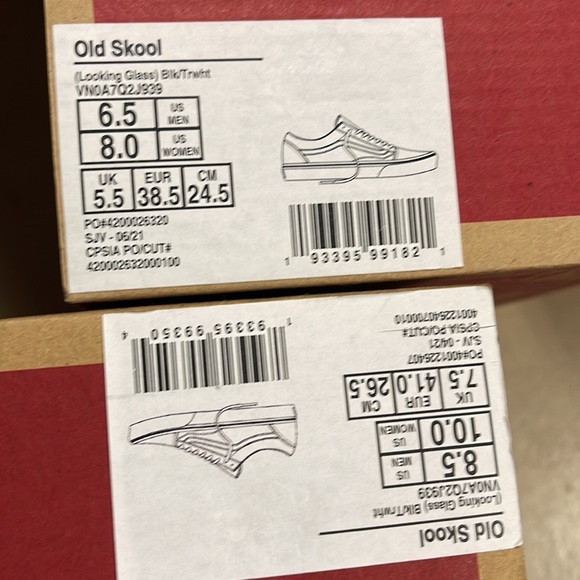 Old Skool
(Looking Glass) Blk/Trwht
VN0A7Q2J939
6.5 US MEN
8.0 US WOMEN
UK EUR CM
5.5 38.5 24.5
PO#4200026320
SJV - 06/21
CPSIA PO/CUT#
420002632000100
1 93395 99182 1
Old Skool
(Looking Glass) Blk/Trwht
VN0A7Q2J939
8.5 US MEN
10.0 US WOMEN
UK EUR CM
7.5 41.0 26.5
PO#4001226407
SJV - 04/21
CPSIA PO/CUT#
400122640700010
1 93395 99350 4